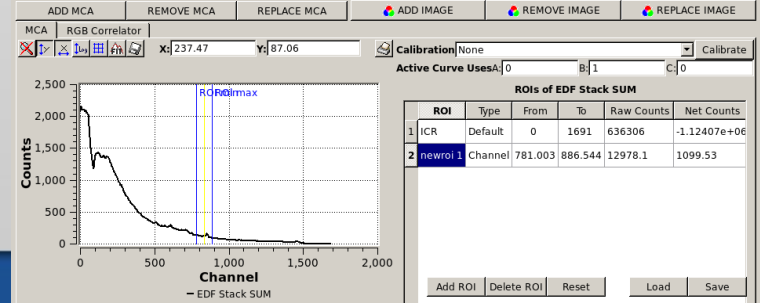 ADD MCA REMOVE MCA REPLACE MCA ADD IMAGE REMOVE IMAGE REPLACE IMAGE
MCA RGB Correlator
X: 237.47 Y: 87.06
Calibration None Calibrate
Active Curve Uses A: 0 B: 1 C: 0
ROIs of EDF Stack SUM
ROI Type From To Raw Counts Net Counts
1 ICR Default 0 1691 636306 -1.12407e+06
2 newroi 1 Channel 781.003 886.544 12978.1 1099.53
Add ROI Delete ROI Reset Load Save
2,500
2,000
1,500
1,000
500
0
Counts
max
0 500 1,000 1,500 2,000
Channel
EDF Stack SUM